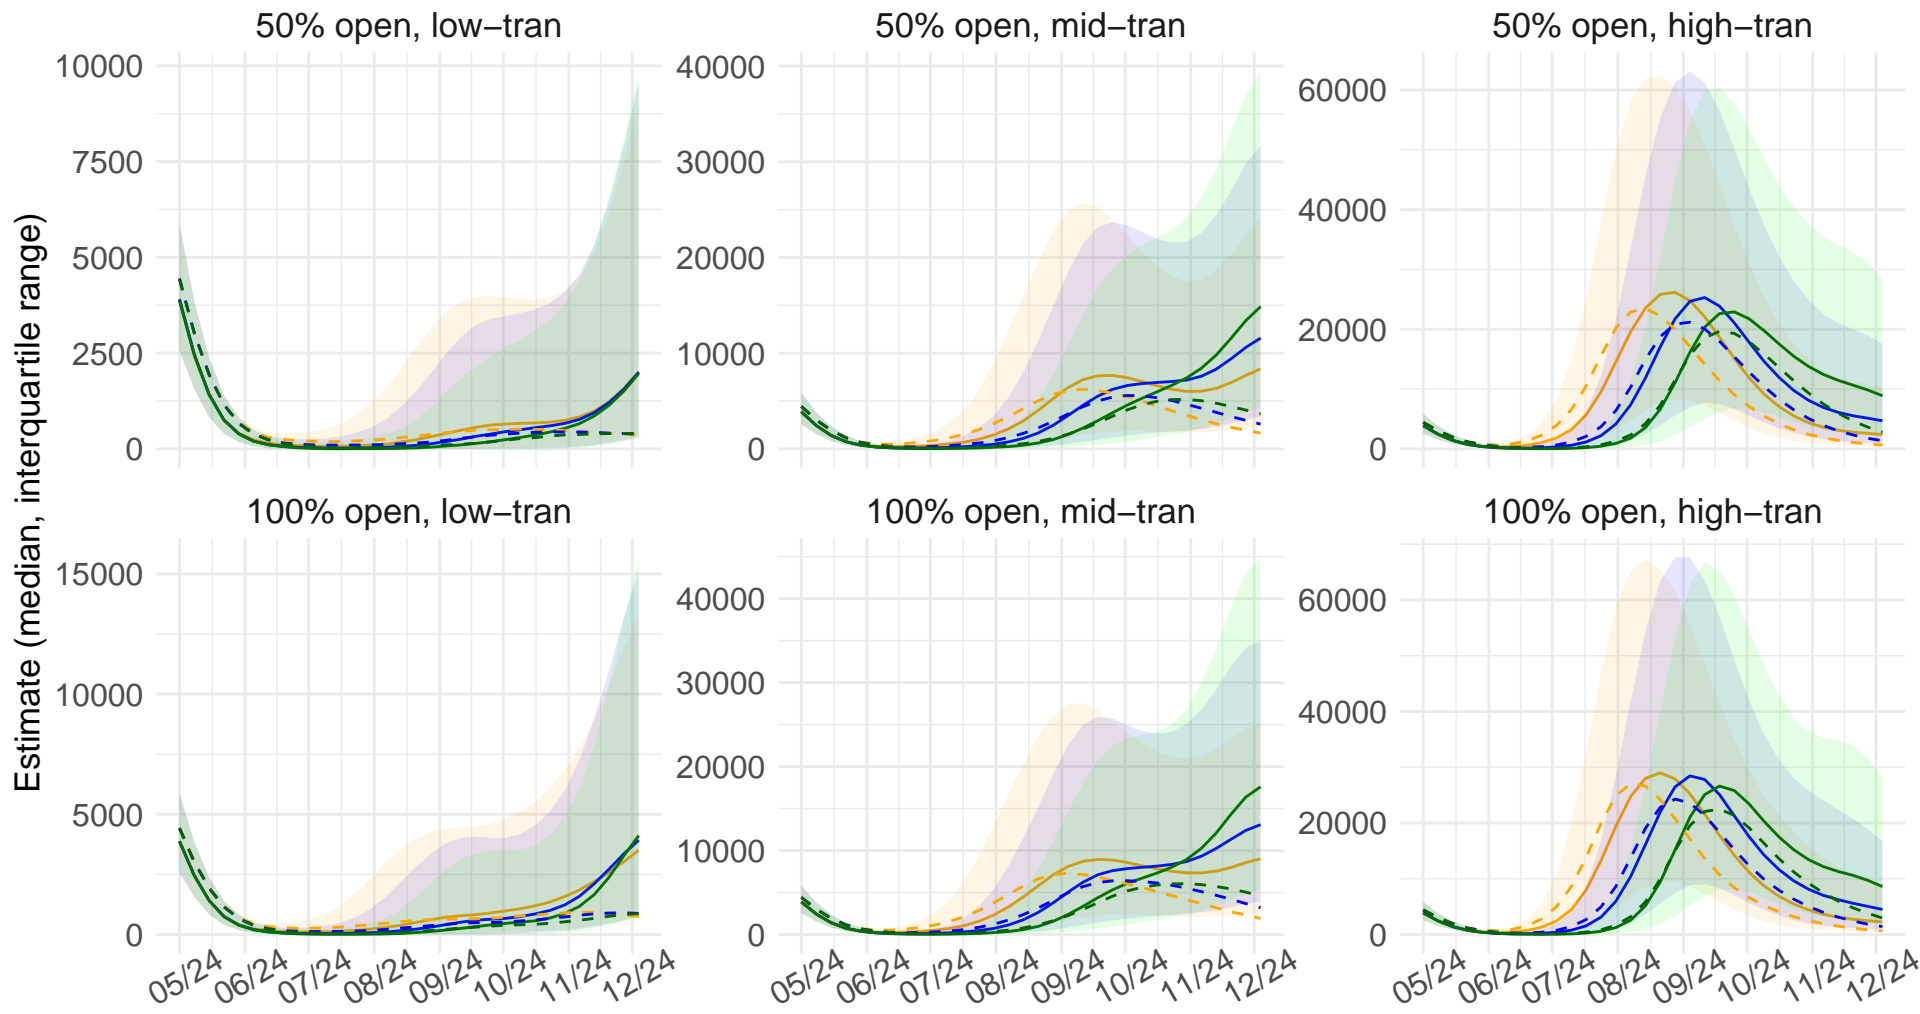 Estimate (median, interquartile range)
50% open, low−tran
10000
7500
5000
2500
0
50% open, mid−tran
40000
30000
20000
10000
0
50% open, high−tran
60000
40000
20000
0
100% open, low−tran
15000
10000
5000
0
05/24 06/24 07/24 08/24 09/24 10/24 11/24 12/24
100% open, mid−tran
40000
30000
20000
10000
0
05/24 06/24 07/24 08/24 09/24 10/24 11/24 12/24
100% open, high−tran
60000
40000
20000
0
05/24 06/24 07/24 08/24 09/24 10/24 11/24 12/24